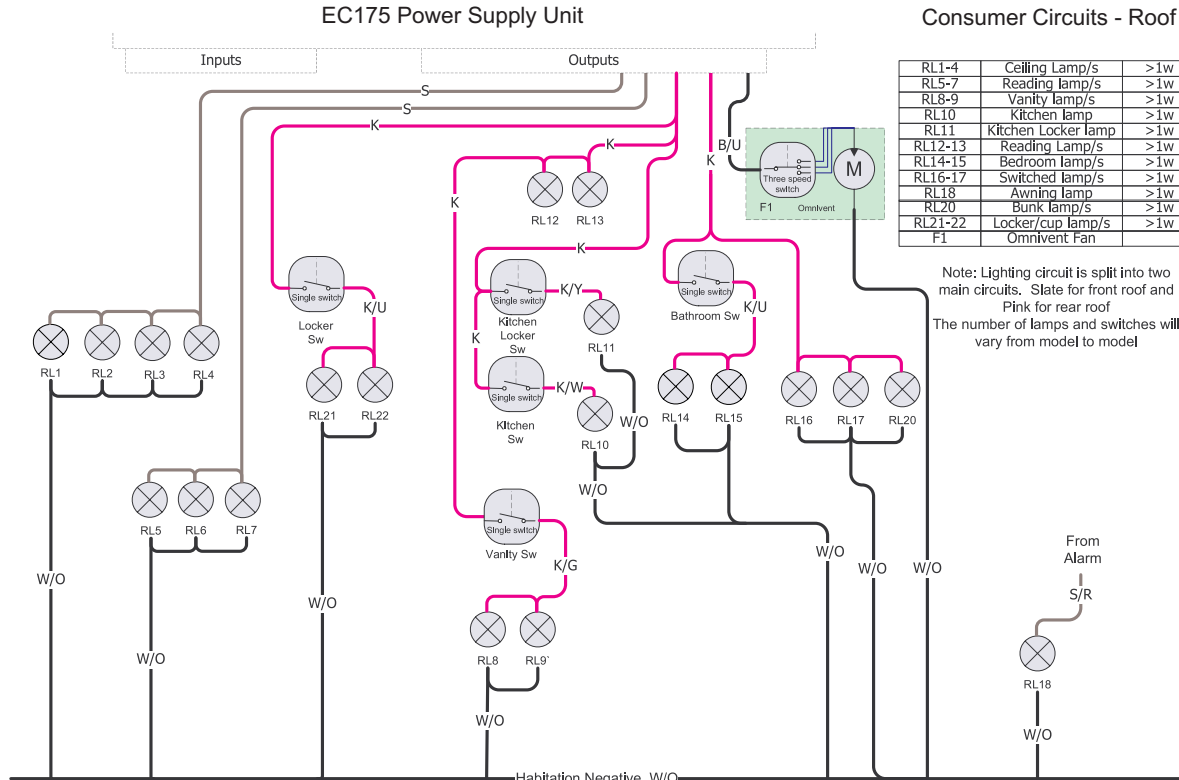 EC175 Power Supply Unit
Consumer Circuits - Roof
Inputs
Outputs
RL1-4 Ceiling Lamp/s >1w
RL5-7 Reading lamp/s >1w
RL8-9 Vanity lamp/s >1w
RL10 Kitchen lamp >1w
RL11 Kitchen Locker lamp >1w
RL12-13 Reading Lamp/s >1w
RL14-15 Bedroom lamp/s >1w
RL16-17 Switched lamp/s >1w
RL18 Awning lamp >1w
RL20 Bunk lamp/s >1w
RL21-22 Locker/cup lamp/s >1w
F1 Omnivent Fan
Note: Lighting circuit is split into two
main circuits. Slate for front roof and
Pink for rear roof
The number of lamps and switches will
vary from model to model
S
S
K
K
B/U
K
Three speed
switch
M
F1
Omnivent
K
RL12
RL13
K
Single switch
Locker
Sw
K/U
Single switch
Kitchen
Locker
Sw
K/Y
RL11
Single switch
Bathroom Sw
K/U
K
Single switch
Kitchen
Sw
K/W
RL10
W/O
RL1
RL2
RL3
RL4
RL21
RL22
RL14
RL15
RL16
RL17
RL20
W/O
RL5
RL6
RL7
Single switch
Vanity Sw
K/G
W/O
W/O
W/O
From
Alarm
S/R
W/O
W/O
W/O
RL8
RL9`
RL18
W/O
W/O
Habitation Negative W/O